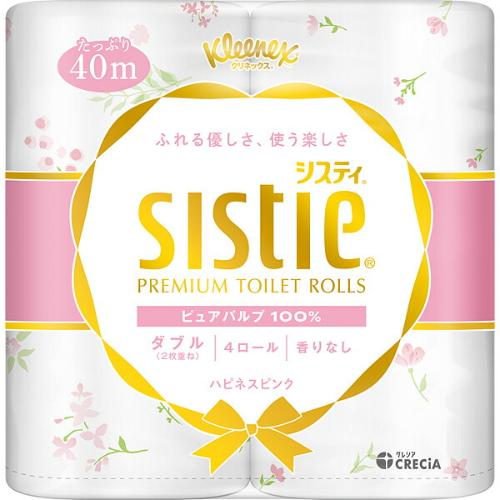 たっぷり
40m
Kleenex
クリネックス®
ふれる優しさ、使う楽しさ
システィ®
sistie®
PREMIUM TOILET ROLLS
ピュアパルプ 100%
ダブル
(2枚重ね)
4ロール
香りなし
ハピネスピンク
クレシア
CRECIA